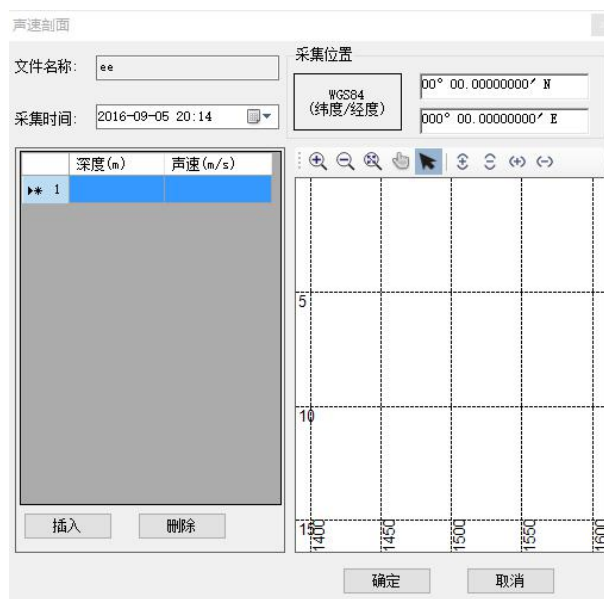 声速剖面
文件名称: ee
采集时间: 2016-09-05 20:14
采集位置
WGS84
(纬度/经度)
00° 00.00000000′ N
000° 00.00000000′ E
深度(m) 声速(m/s)
1
5
10
15
1400 1450 1500 1550 1600
插入 删除
确定 取消